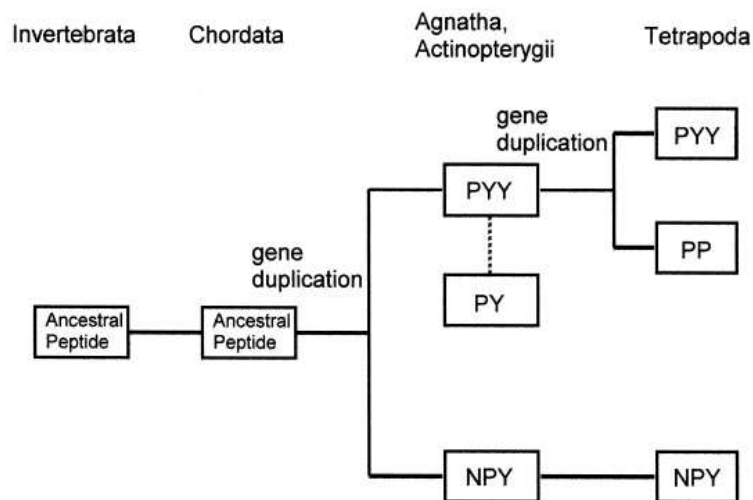 Invertebrata
Chordata
Agnatha,
Actinopterygii
Tetrapoda
gene
duplication
PYY
PYY
PP
gene
duplication
PY
Ancestral
Peptide
Ancestral
Peptide
NPY
NPY